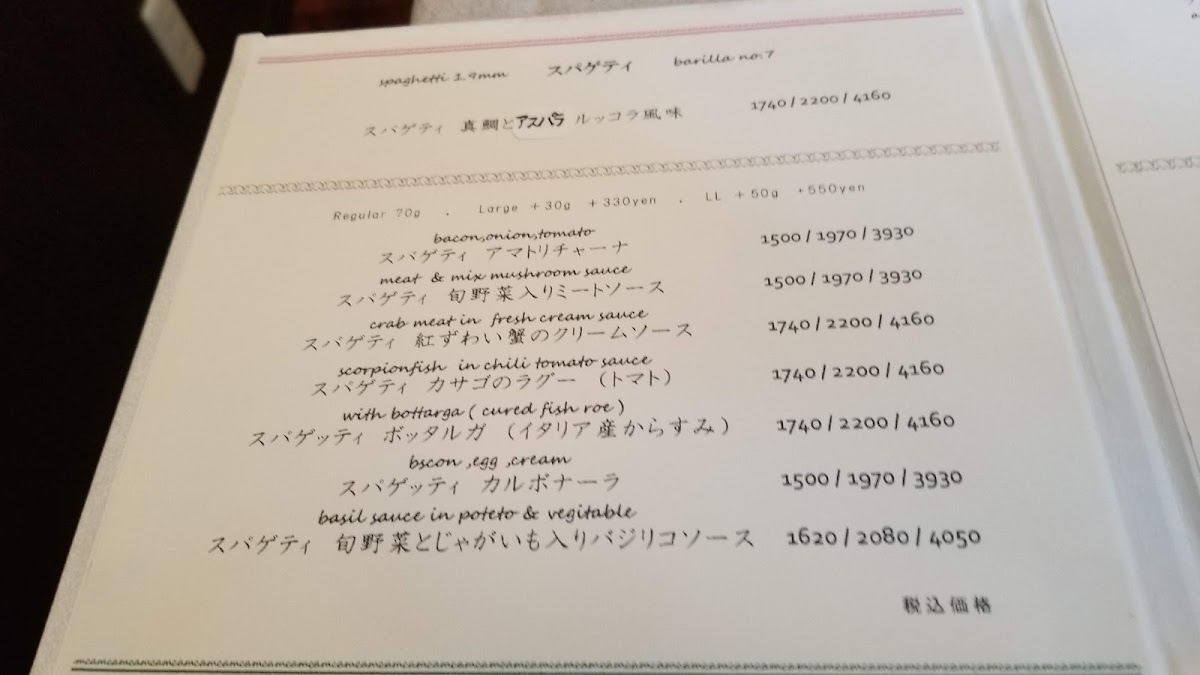 spaghetti 1.9mm スパゲティ barilla no.7
スパゲティ 真鯛とアスパラ ルッコラ風味 1740 / 2200 / 4160
Regular 70g . Large +30g +330yen . LL +50g +550yen
bacon,onion,tomato
スパゲティ アマトリチャーナ 1500 / 1970 / 3930
meat & mix mushroom sauce
スパゲティ 旬野菜入りミートソース 1500 / 1970 / 3930
crab meat in fresh cream sauce
スパゲティ 紅ずわい蟹のクリームソース 1740 / 2200 / 4160
scorpionfish in chili tomato sauce
スパゲティ カサゴのラグー (トマト) 1740 / 2200 / 4160
with bottarga ( cured fish roe )
スパゲッティ ボッタルガ (イタリア産からすみ) 1740 / 2200 / 4160
bscon ,egg ,cream
スパゲッティ カルボナーラ 1500 / 1970 / 3930
basil sauce in poteto & vegitable
スパゲティ 旬野菜とじゃがいも入りバジリコソース 1620 / 2080 / 4050
税込価格